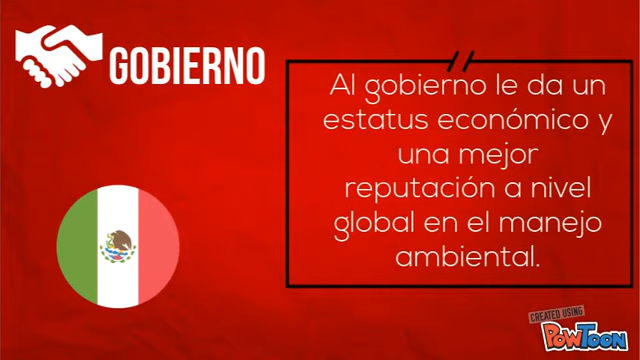 GOBIERNO
Al gobierno le da un
estatus económico y
una mejor
reputación a nivel
global en el manejo
ambiental.
CREATED USING
POWTOON